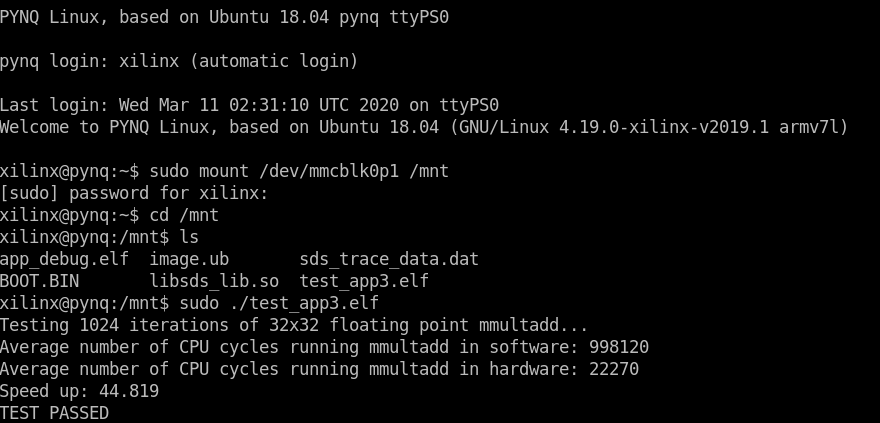 PYNQ Linux, based on Ubuntu 18.04 pynq ttyPS0
pynq login: xilinx (automatic login)
Last login: Wed Mar 11 02:31:10 UTC 2020 on ttyPS0
Welcome to PYNQ Linux, based on Ubuntu 18.04 (GNU/Linux 4.19.0-xilinx-v2019.1 armv7l)
xilinx@pynq:~$ sudo mount /dev/mmcblk0p1 /mnt
[sudo] password for xilinx:
xilinx@pynq:~$ cd /mnt
xilinx@pynq:/mnt$ ls
app_debug.elf  image.ub       sds_trace_data.dat
BOOT.BIN       libsds_lib.so  test_app3.elf
xilinx@pynq:/mnt$ sudo ./test_app3.elf
Testing 1024 iterations of 32x32 floating point mmultadd...
Average number of CPU cycles running mmultadd in software: 998120
Average number of CPU cycles running mmultadd in hardware: 22270
Speed up: 44.819
TEST PASSED